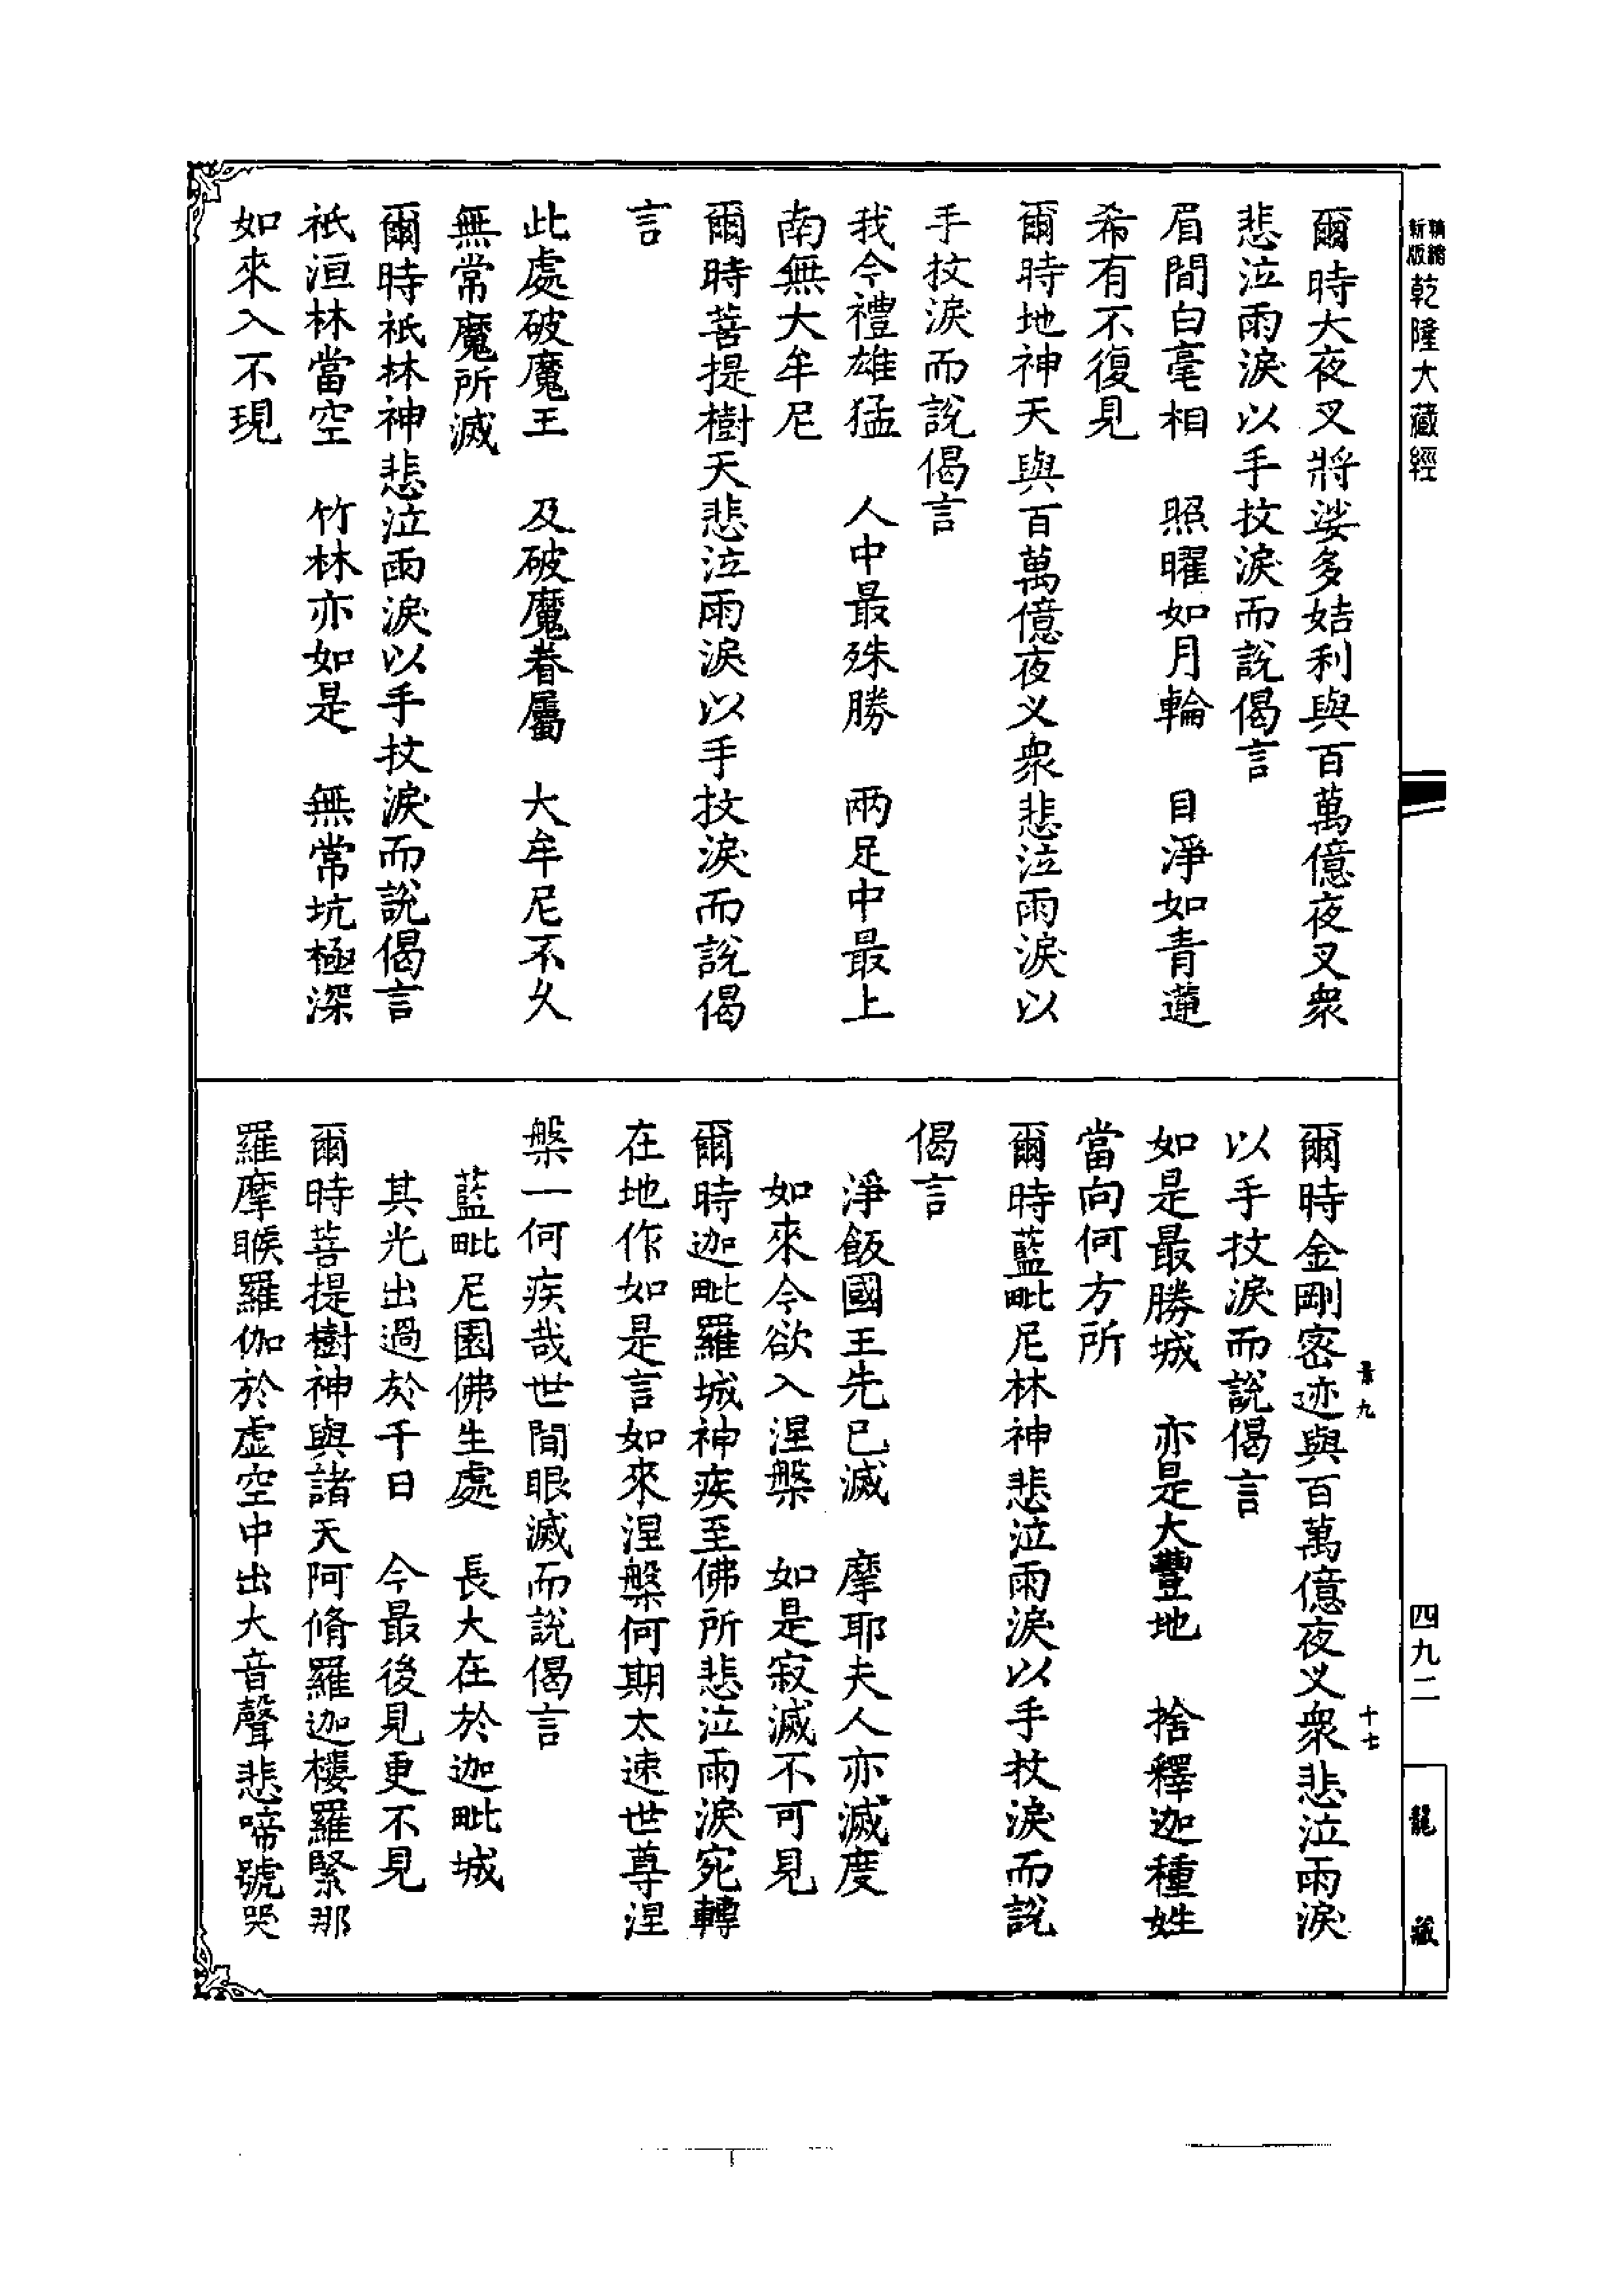 精縮
新版
乾隆大藏經
爾時大夜叉將娑多姞利與百萬億夜叉衆
悲泣雨淚以手抆淚而說偈言
眉間白毫相　照曜如月輪　目淨如青蓮
希有不復見
爾時地神天與百萬億夜义衆悲泣雨淚以
手抆淚而說偈言
我今禮雄猛　人中最殊勝　兩足中最上
南無大牟尼
爾時菩提樹天悲泣雨淚以手抆淚而說偈
言
此處破魔王　及破魔眷屬　大牟尼不久
無常魔所滅
爾時祇林神悲泣雨淚以手抆淚而說偈言
祇洹林當空　竹林亦如是　無常坑極深
如來入不現
爾時金剛密迹與百萬億夜义衆悲泣雨淚
以手抆淚而說偈言
如是最勝城　亦是大豐地　捨釋迦種姓
當向何方所
爾時藍毗尼林神悲泣雨淚以手抆淚而說
偈言
淨飯國王先已滅　摩耶夫人亦滅度
如來今欲入涅槃　如是寂滅不可見
爾時迦毗羅城神疾至佛所悲泣雨淚宛轉
在地作如是言如來涅槃何期太速世尊涅
槃一何疾哉世間眼滅而說偈言
藍毗尼園佛生處　長大在於迦毗城
其光出過於千日　今最後見更不見
爾時菩提樹神與諸天阿脩羅迦樓羅緊那
羅摩睺羅伽於虛空中出大音聲悲啼號哭
九
十七
四九二
龍藏